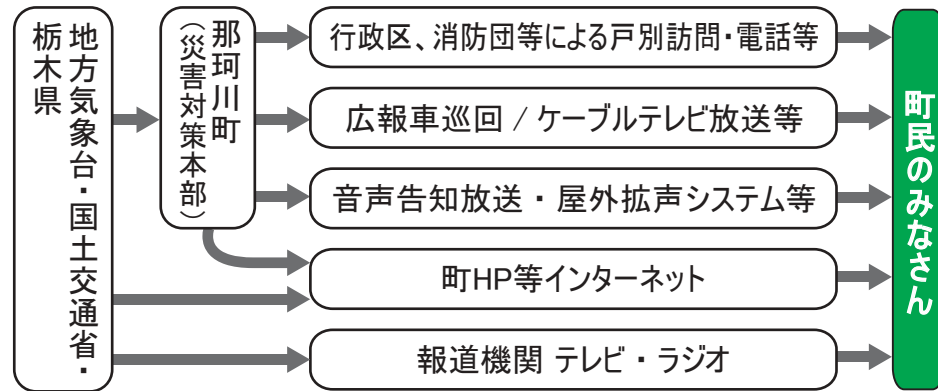 地方気象台・国土交通省・
栃木県
那珂川町
（災害対策本部）
行政区、消防団等による戸別訪問・電話等
広報車巡回 / ケーブルテレビ放送等
音声告知放送・屋外拡声システム等
町HP等インターネット
報道機関 テレビ・ラジオ
町民のみなさん